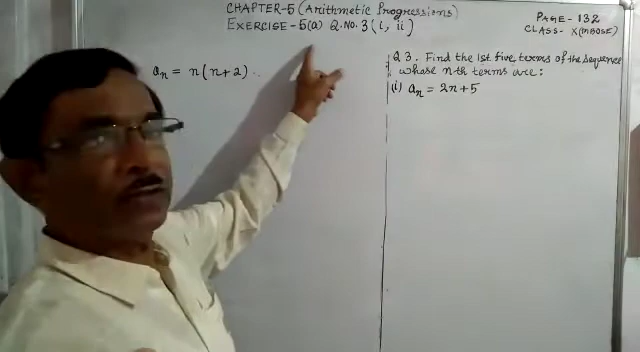 CHAPTER-5 (Arithmetic Progressions)
EXERCISE-5(a) Q.NO.3 (i, ii)
PAGE-132
CLASS-X(MBOSE)
an = n(n+2).
Q3. Find the 1st five terms of the sequence
whose nth terms are:
(i) an = 2n+5